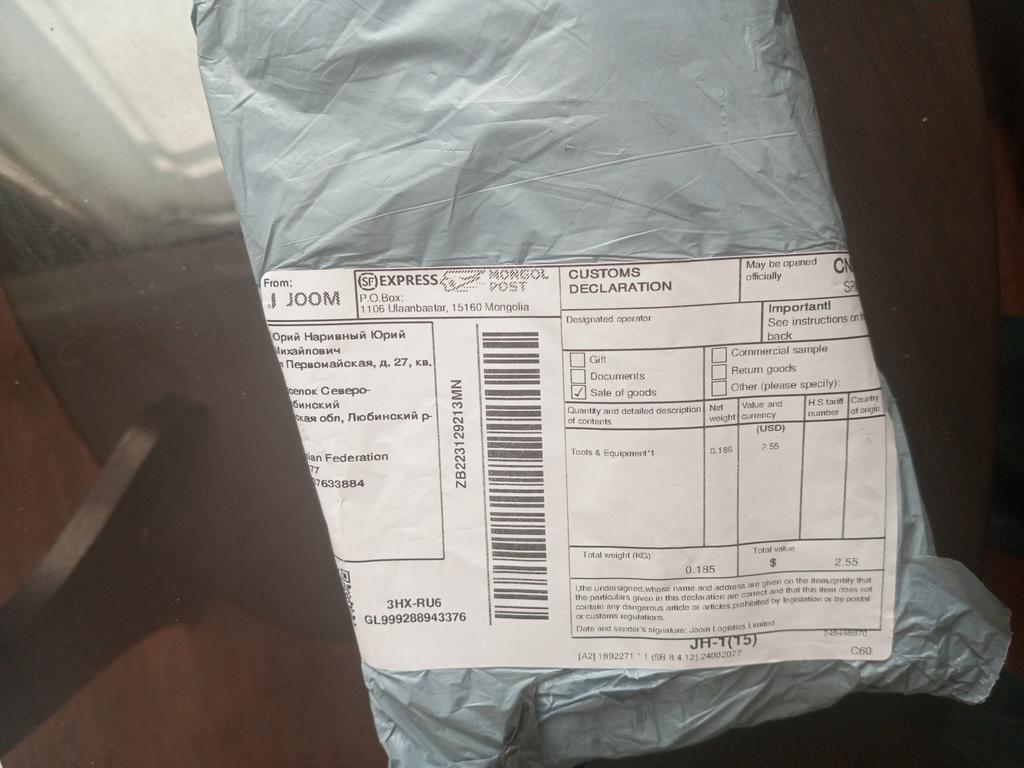 From:
JOOM
SF EXPRESS
MONGOL
POST
P.O.Box:
1106 Ulaanbaatar, 15160 Mongolia
Юрий Наривный Юрий
Михайлович
Первомайская, д. 27, кв.
Северо-
бинский
кая обл, Любинский р-
ian Federation
77
37633884
ZB223129213MN
3HX-RU6
GL999288943376
CUSTOMS
DECLARATION
May be opened
officially
CN
Designated operator
Important!
See instructions on
back
Gift
Documents
✓ Sale of goods
Commercial sample
Return goods
Other (please specify):
Quantity and detailed description
of contents
Net
weight
Value and
currency
(USD)
H S tariff
number
Country
of origin
Tools & Equipment*1
0.186
2.55
Total weight (KG)
0.185
Total value
$ 2.55
I,the undersigned,whose name and address are given on the item,certify that
the particulars given in this declaration are correct and that this item does not
contain any dangerous article or articles prohibited by legislation or by postal
or customs regulations.
Date and sender's signature: Joom Logistics Limited
JH-1(15)
245498870
[A2] 1892271 * 1 (5B.8.4.12) 24002077
C60